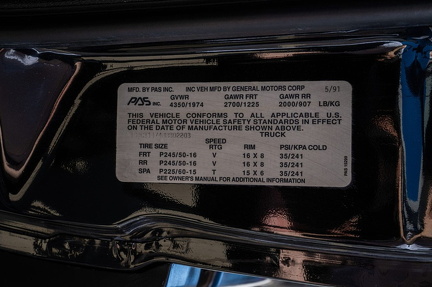 MFD. BY PAS INC. INC VEH MFD BY GENERAL MOTORS CORP 5/91
PAS INC. GVWR GAWR FRT GAWR RR
4350/1974 2700/1225 2000/907 LB/KG
THIS VEHICLE CONFORMS TO ALL APPLICABLE U.S.
FEDERAL MOTOR VEHICLE SAFETY STANDARDS IN EFFECT
ON THE DATE OF MANUFACTURE SHOWN ABOVE.
TRUCK
TIRE SIZE SPEED RTG RIM PSI/KPA COLD
FRT P245/50-16 V 16 X 8 35/241
RR P245/50-16 V 16 X 8 35/241
SPA P225/60-15 T 15 X 6 35/241
SEE OWNER'S MANUAL FOR ADDITIONAL INFORMATION